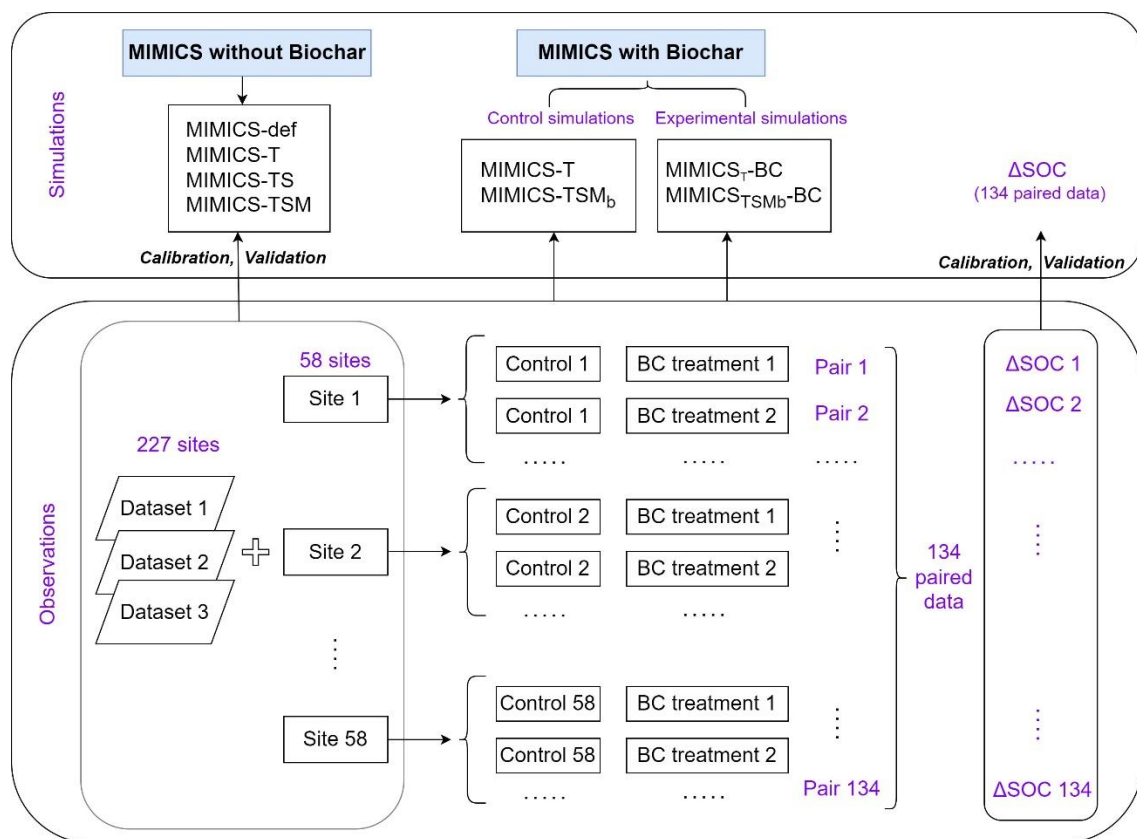 MIMICS without Biochar
MIMICS with Biochar
Simulations
MIMICS-def
MIMICS-T
MIMICS-TS
MIMICS-TSM
Control simulations
Experimental simulations
MIMICS-T
MIMICS-TSMb
MIMICST-BC
MIMICSTSMb-BC
ΔSOC
(134 paired data)
Calibration, Validation
Calibration, Validation
Observations
227 sites
Dataset 1
Dataset 2
Dataset 3
58 sites
Site 1
Control 1 BC treatment 1 Pair 1
Control 1 BC treatment 2 Pair 2
..... ..... .....
Site 2
Control 2 BC treatment 1
Control 2 BC treatment 2
..... .....
Site 58
Control 58 BC treatment 1
Control 58 BC treatment 2
..... ..... Pair 134
134
paired
data
ΔSOC 1
ΔSOC 2
.....
ΔSOC 134